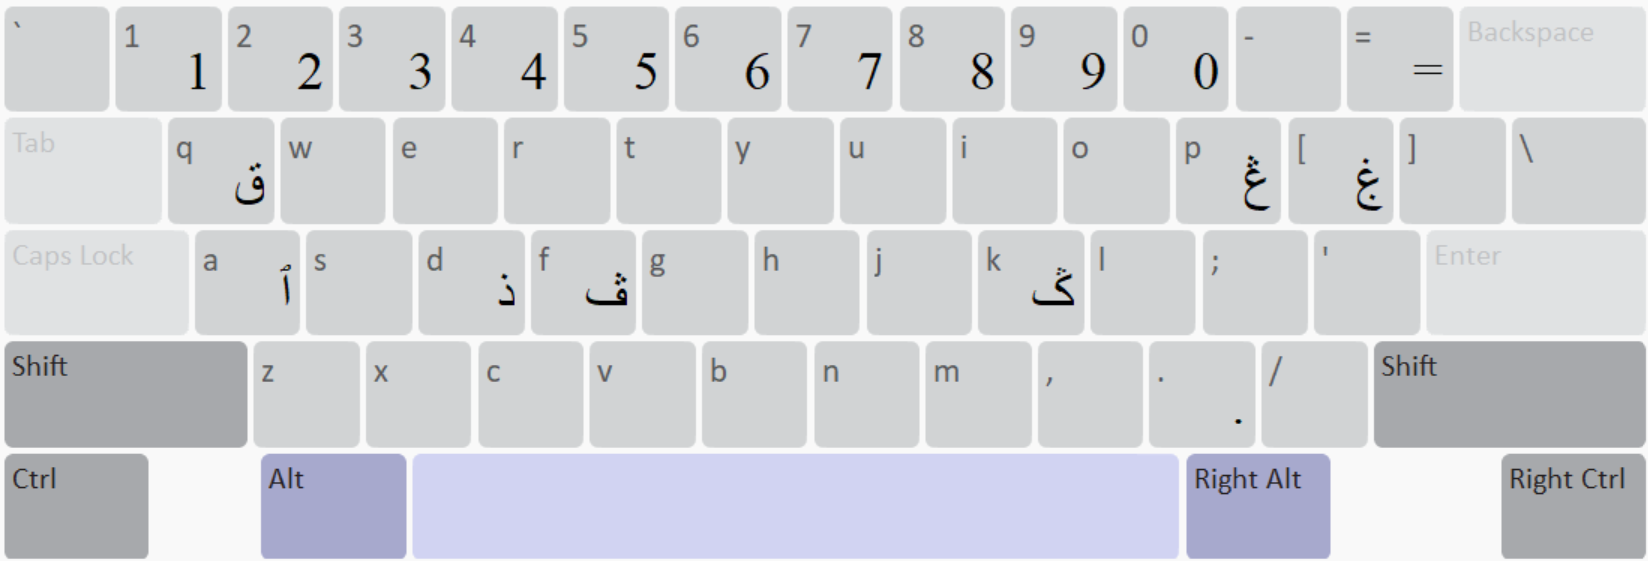 ` 1 1 2 2 3 3 4 4 5 5 6 6 7 7 8 8 9 9 0 0 - = = Backspace
Tab q ڨ w e r t y u i o p ڠ [ ۼ ] \
Caps Lock a ٱ s d ذ f ڤ g h j k ݣ l ; ' Enter
Shift z x c v b n m , . . / Shift
Ctrl Alt Right Alt Right Ctrl